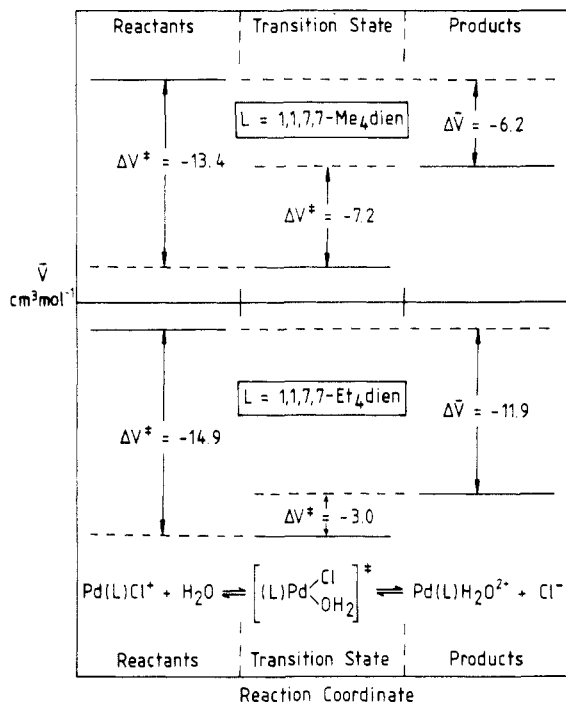 Reactants Transition State Products
L = 1,1,7,7-Me₄dien
ΔV̄
= -6.2
ΔV‡
= -13.4
ΔV‡
= -7.2
V̄
cm³mol⁻¹
L = 1,1,7,7-Et₄dien
ΔV̄
= -11.9
ΔV‡
= -14.9
ΔV‡ = -3.0
Pd(L)Cl⁺ + H₂O ⇌ [(L)Pd Cl OH₂]‡ ⇌ Pd(L)H₂O²⁺ + Cl⁻
Reactants Transition State Products
Reaction Coordinate